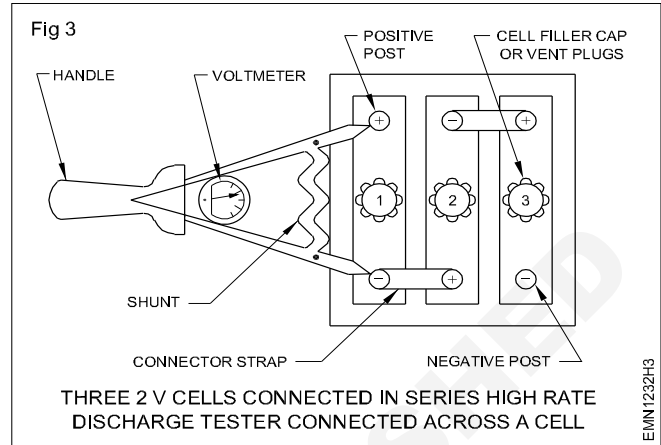 Fig 3
POSITIVE
POST
CELL FILLER CAP
OR VENT PLUGS
HANDLE
VOLTMETER
+
-
+
1
2
3
-
+
-
SHUNT
CONNECTOR STRAP
NEGATIVE POST
THREE 2 V CELLS CONNECTED IN SERIES HIGH RATE
DISCHARGE TESTER CONNECTED ACROSS A CELL
EMN1232H3